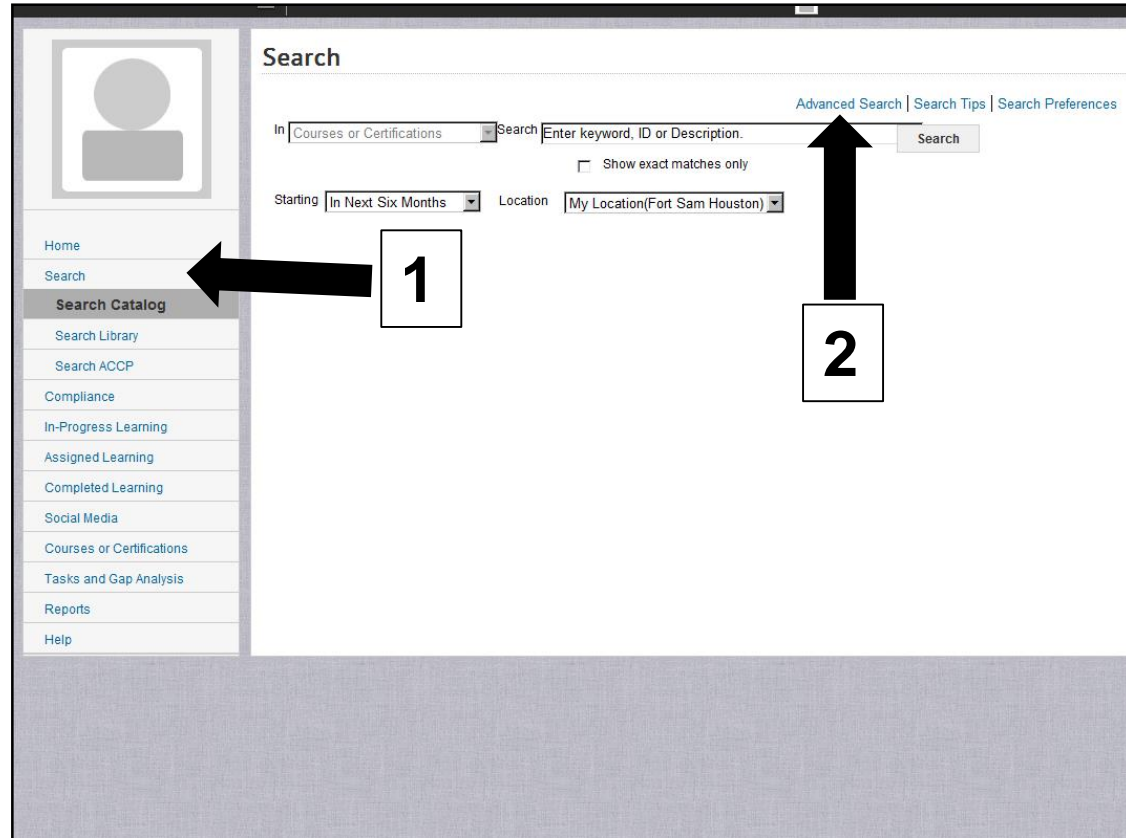 Search
Advanced Search | Search Tips | Search Preferences
In Courses or Certifications Search Enter keyword, ID or Description. Search
Show exact matches only
Starting In Next Six Months Location My Location(Fort Sam Houston)
Home
Search
Search Catalog
Search Library
Search ACCP
Compliance
In-Progress Learning
Assigned Learning
Completed Learning
Social Media
Courses or Certifications
Tasks and Gap Analysis
Reports
Help
1
2